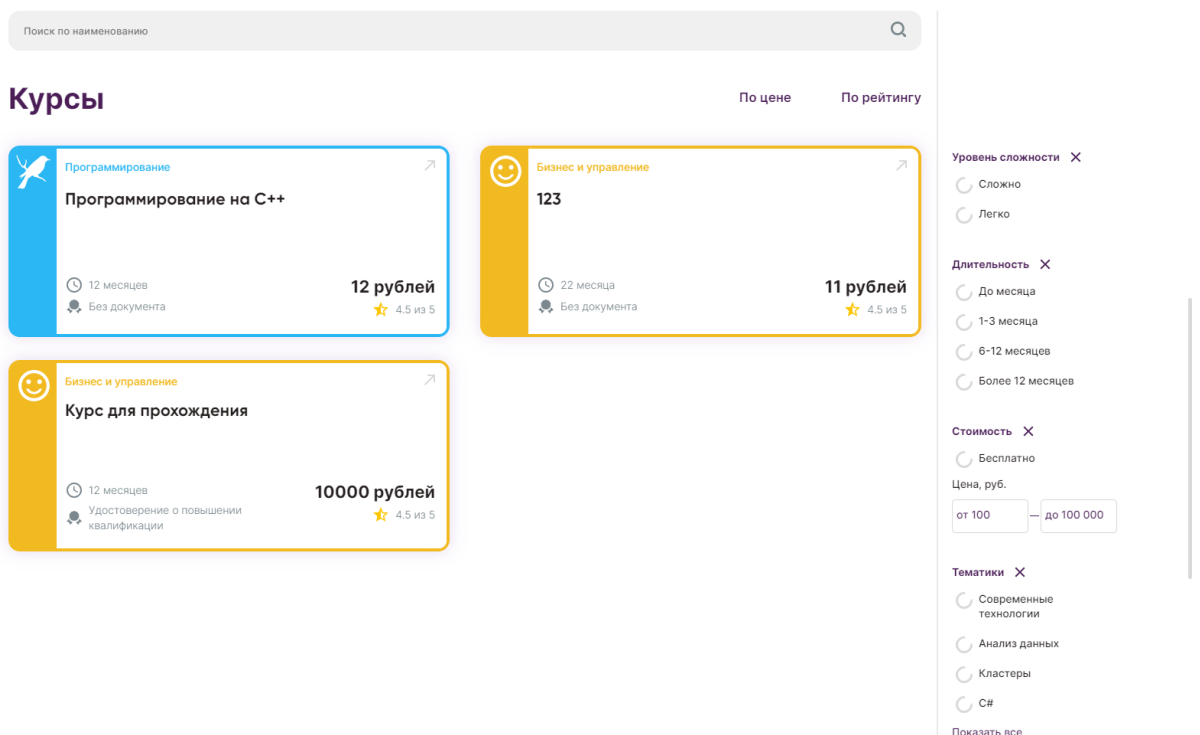 Поиск по наименованию
Курсы
По цене
По рейтингу
Программирование
Программирование на С++
12 месяцев
Без документа
12 рублей
4.5 из 5
Бизнес и управление
123
22 месяца
Без документа
11 рублей
4.5 из 5
Бизнес и управление
Курс для прохождения
12 месяцев
Удостоверение о повышении
квалификации
10000 рублей
4.5 из 5
Уровень сложности
Сложно
Легко
Длительность
До месяца
1-3 месяца
6-12 месяцев
Более 12 месяцев
Стоимость
Бесплатно
Цена, руб.
от 100 — до 100 000
Тематики
Современные
технологии
Анализ данных
Кластеры
C#
Показать все